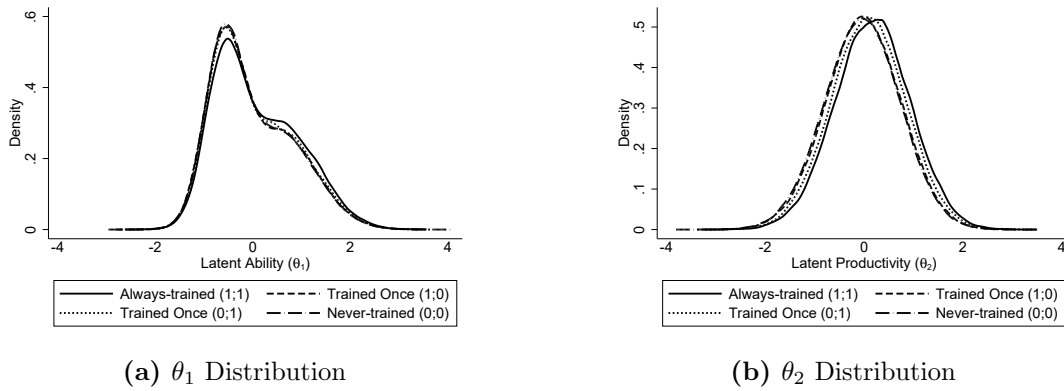 .6
.4
.2
0
Density
-4 -2 0 2 4
Latent Ability (θ₁)
Always-trained (1;1) Trained Once (1;0)
Trained Once (0;1) Never-trained (0;0)
(a) θ₁ Distribution
.5
.4
.3
.2
.1
0
Density
-4 -2 0 2 4
Latent Productivity (θ₂)
Always-trained (1;1) Trained Once (1;0)
Trained Once (0;1) Never-trained (0;0)
(b) θ₂ Distribution